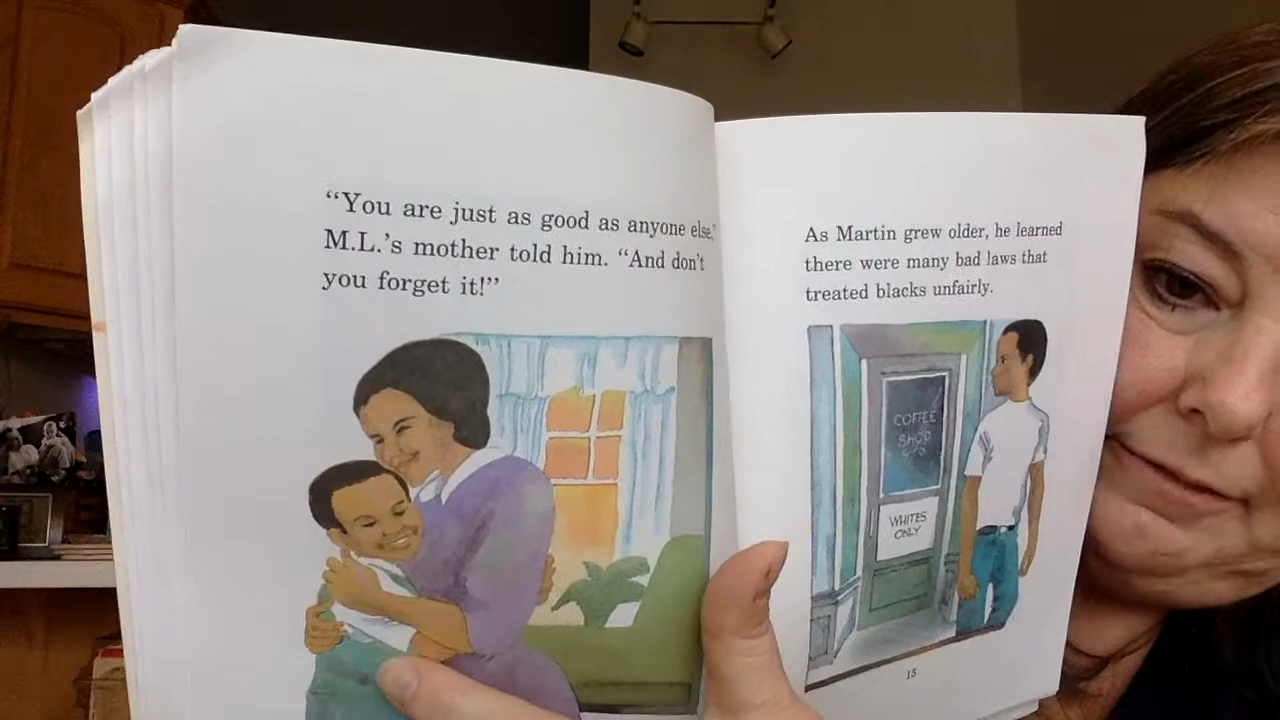 “You are just as good as anyone else,”
M.L.’s mother told him. “And don’t
you forget it!”
As Martin grew older, he learned
there were many bad laws that
treated blacks unfairly.
COFFEE
SHOP
WHITES
ONLY
15